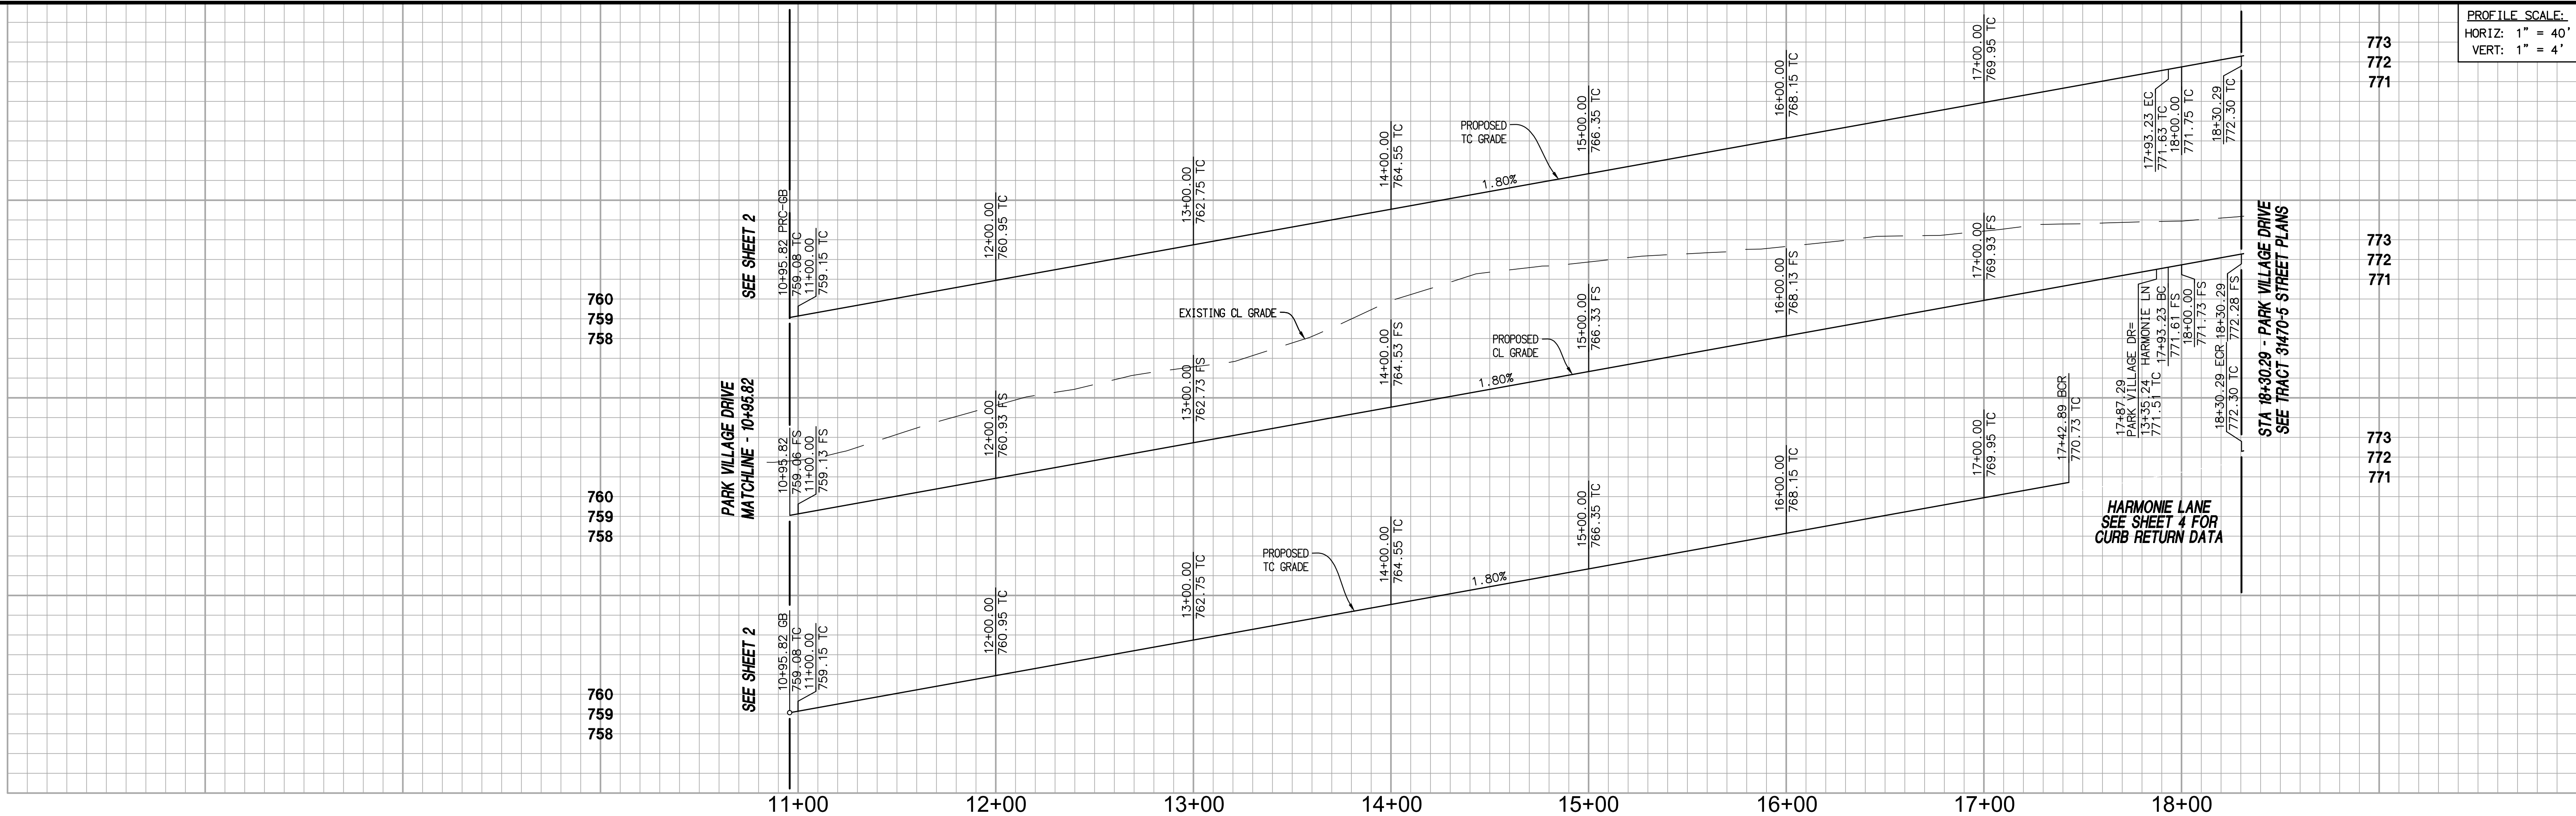 PROFILE SCALE:
HORIZ: 1" = 40'
VERT: 1" = 4'
773
772
771
SEE SHEET 2
10+95.82 PRC-GB
759.08 TC
11+00.00
759.15 TC
12+00.00
760.95 TC
13+00.00
762.75 TC
14+00.00
764.55 TC
PROPOSED
TC GRADE
1.80%
15+00.00
766.35 TC
16+00.00
768.15 TC
17+00.00
769.95 TC
17+93.23 EC
771.63 TC
18+00.00
771.75 TC
18+30.29
772.30 TC
760
759
758
773
772
771
PARK VILLAGE DRIVE
MATCHLINE - 10+95.82
10+95.82
759.06 FS
11+00.00
759.13 FS
12+00.00
760.93 FS
EXISTING CL GRADE
13+00.00
762.73 FS
14+00.00
764.53 FS
PROPOSED
CL GRADE
1.80%
15+00.00
766.33 FS
16+00.00
768.13 FS
17+00.00
769.93 FS
17+87.29
PARK VILLAGE DR=
13+35.24 HARMONIE LN
771.51 TC
17+93.23 BC
771.61 FS
18+00.00
771.73 FS
18+30.29
772.28 FS
STA 18+30.29 - PARK VILLAGE DRIVE
SEE TRACT 31470-5 STREET PLANS
760
759
758
773
772
771
SEE SHEET 2
10+95.82 GB
759.08 TC
11+00.00
759.15 TC
12+00.00
760.95 TC
13+00.00
762.75 TC
PROPOSED
TC GRADE
14+00.00
764.55 TC
1.80%
15+00.00
766.35 TC
16+00.00
768.15 TC
17+00.00
769.95 TC
17+42.89 BCR
770.73 TC
18+30.29 ECR
772.30 TC
HARMONIE LANE
SEE SHEET 4 FOR
CURB RETURN DATA
760
759
758
11+00
12+00
13+00
14+00
15+00
16+00
17+00
18+00